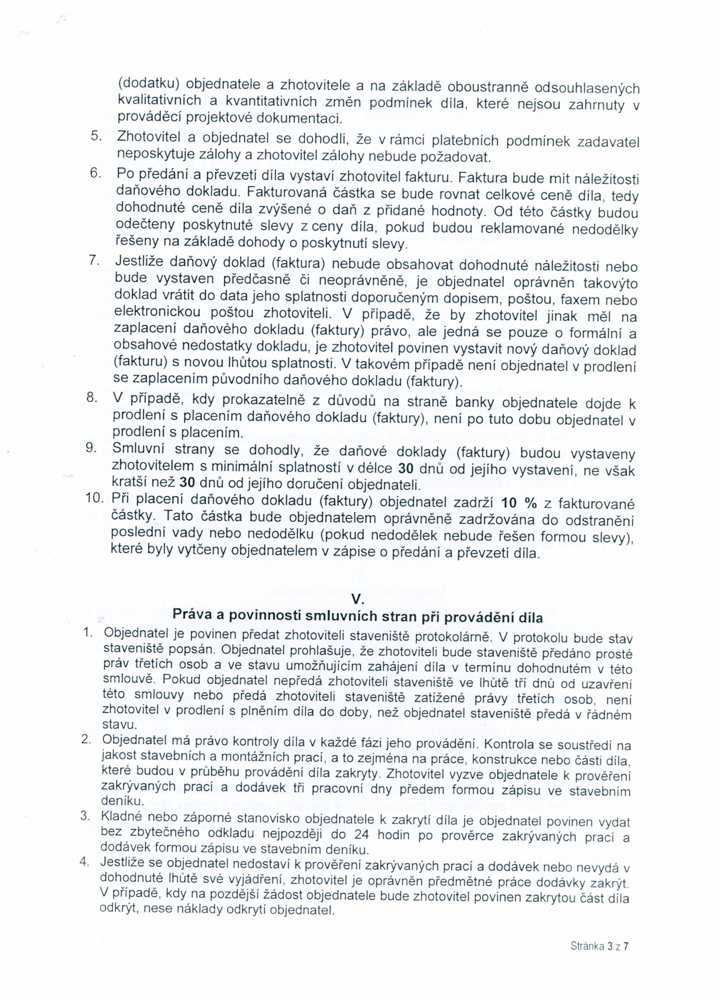 (dodatku) objednatele a zhotovitele a na základě oboustranně odsouhlasených
kvalitativních a kvantitativních změn podmínek díla, které nejsou zahrnuty v
prováděcí projektové dokumentaci.
5. Zhotovitel a objednatel se dohodli, že v rámci platebních podmínek zadavatel
neposkytuje zálohy a zhotovitel zálohy nebude požadovat.
6. Po předání a převzetí díla vystaví zhotovitel fakturu. Faktura bude mít náležitosti
daňového dokladu. Fakturovaná částka se bude rovnat celkové ceně díla, tedy
dohodnuté ceně díla zvýšené o daň z přidané hodnoty. Od této částky budou
odečteny poskytnuté slevy z ceny díla, pokud budou reklamované nedodělky
řešeny na základě dohody o poskytnutí slevy.
7. Jestliže daňový doklad (faktura) nebude obsahovat dohodnuté náležitosti nebo
bude vystaven předčasně či neoprávněně, je objednatel oprávněn takovýto
doklad vrátit do data jeho splatnosti doporučeným dopisem, poštou, faxem nebo
elektronickou poštou zhotoviteli. V případě, že by zhotovitel jinak měl na
zaplacení daňového dokladu (faktury) právo, ale jedná se pouze o formální a
obsahové nedostatky dokladu, je zhotovitel povinen vystavit nový daňový doklad
(fakturu) s novou lhůtou splatnosti. V takovém případě není objednatel v prodlení
se zaplacením původního daňového dokladu (faktury).
8. V případě, kdy prokazatelně z důvodů na straně banky objednatele dojde k
prodlení s placením daňového dokladu (faktury), není po tuto dobu objednatel v
prodlení s placením.
9. Smluvní strany se dohodly, že daňové doklady (faktury) budou vystaveny
zhotovitelem s minimální splatností v délce 30 dnů od jejího vystavení, ne však
kratší než 30 dnů od jejího doručení objednateli.
10. Při placení daňového dokladu (faktury) objednatel zadrží 10 % z fakturované
částky. Tato částka bude objednatelem oprávněně zadržována do odstranění
poslední vady nebo nedodělku (pokud nedodělek nebude řešen formou slevy),
které byly vytčeny objednatelem v zápise o předání a převzetí díla.
V.
Práva a povinnosti smluvních stran při provádění díla
1. Objednatel je povinen předat zhotoviteli staveniště protokolárně. V protokolu bude stav
staveniště popsán. Objednatel prohlašuje, že zhotoviteli bude staveniště předáno prosté
práv třetích osob a ve stavu umožňujícím zahájení díla v termínu dohodnutém v této
smlouvě. Pokud objednatel nepředá zhotoviteli staveniště ve lhůtě tří dnů od uzavření
této smlouvy nebo předá zhotoviteli staveniště zatížené právy třetích osob, není
zhotovitel v prodlení s plněním díla do doby, než objednatel staveniště předá v řádném
stavu.
2. Objednatel má právo kontroly díla v každé fázi jeho provádění. Kontrola se soustředí na
jakost stavebních a montážních prací, a to zejména na práce, konstrukce nebo části díla,
které budou v průběhu provádění díla zakryty. Zhotovitel vyzve objednatele k prověření
zakrývaných prací a dodávek tři pracovní dny předem formou zápisu ve stavebním
deníku.
3. Kladné nebo záporné stanovisko objednatele k zakrytí díla je objednatel povinen vydat
bez zbytečného odkladu nejpozději do 24 hodin po prověrce zakrývaných prací a
dodávek formou zápisu ve stavebním deníku.
4. Jestliže se objednatel nedostaví k prověření zakrývaných prací a dodávek nebo nevydá v
dohodnuté lhůtě své vyjádření, zhotovitel je oprávněn předmětné práce dodávky zakrýt.
V případě, kdy na pozdější žádost objednatele bude zhotovitel povinen zakrytou část díla
odkrýt, nese náklady odkrytí objednatel.
Stránka 3 z 7